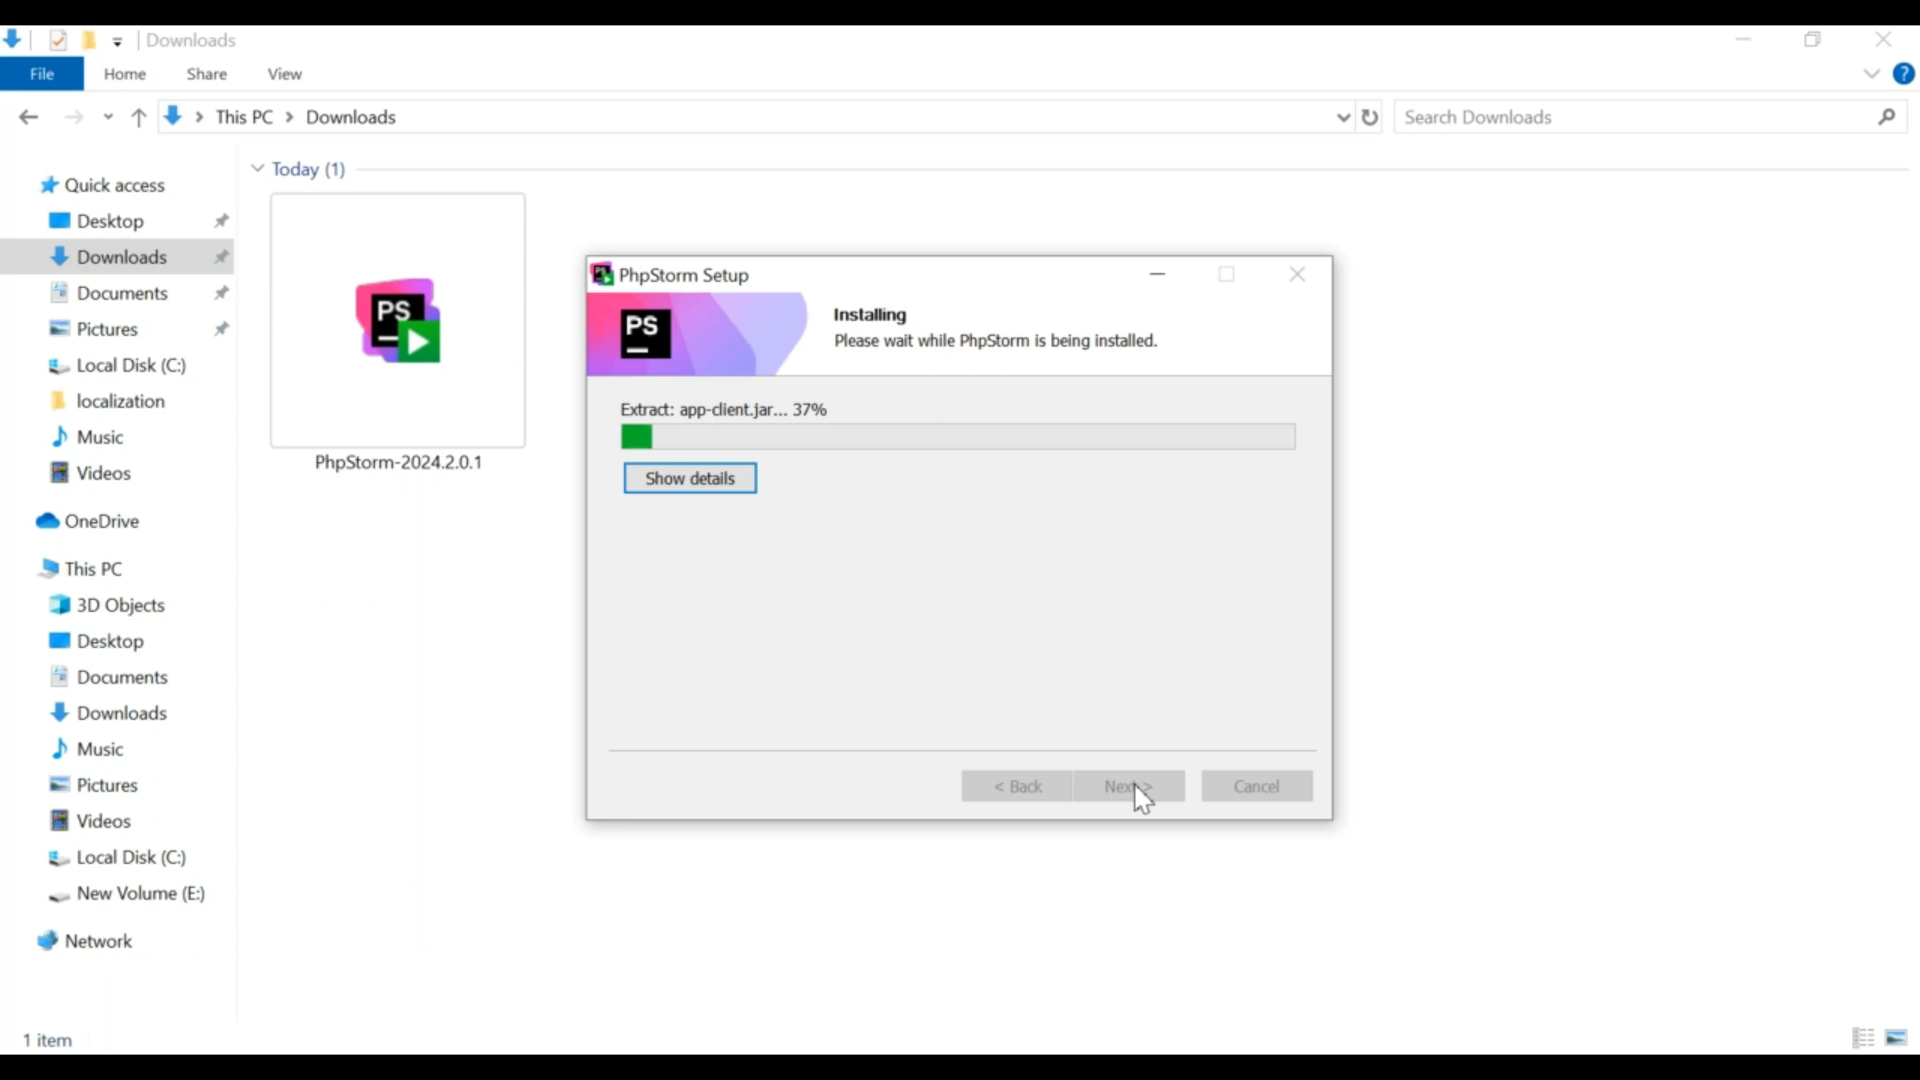 Downloads
File Home Share View
This PC > Downloads
Search Downloads
Today (1)
PhpStorm-2024.2.0.1
Quick access
Desktop
Downloads
Documents
Pictures
Local Disk (C:)
localization
Music
Videos
OneDrive
This PC
3D Objects
Desktop
Documents
Downloads
Music
Pictures
Videos
Local Disk (C:)
New Volume (E:)
Network
1 item
PS
PhpStorm Setup
PS
Installing
Please wait while PhpStorm is being installed.
Extract: app-client.jar... 37%
Show details
< Back Next > Cancel